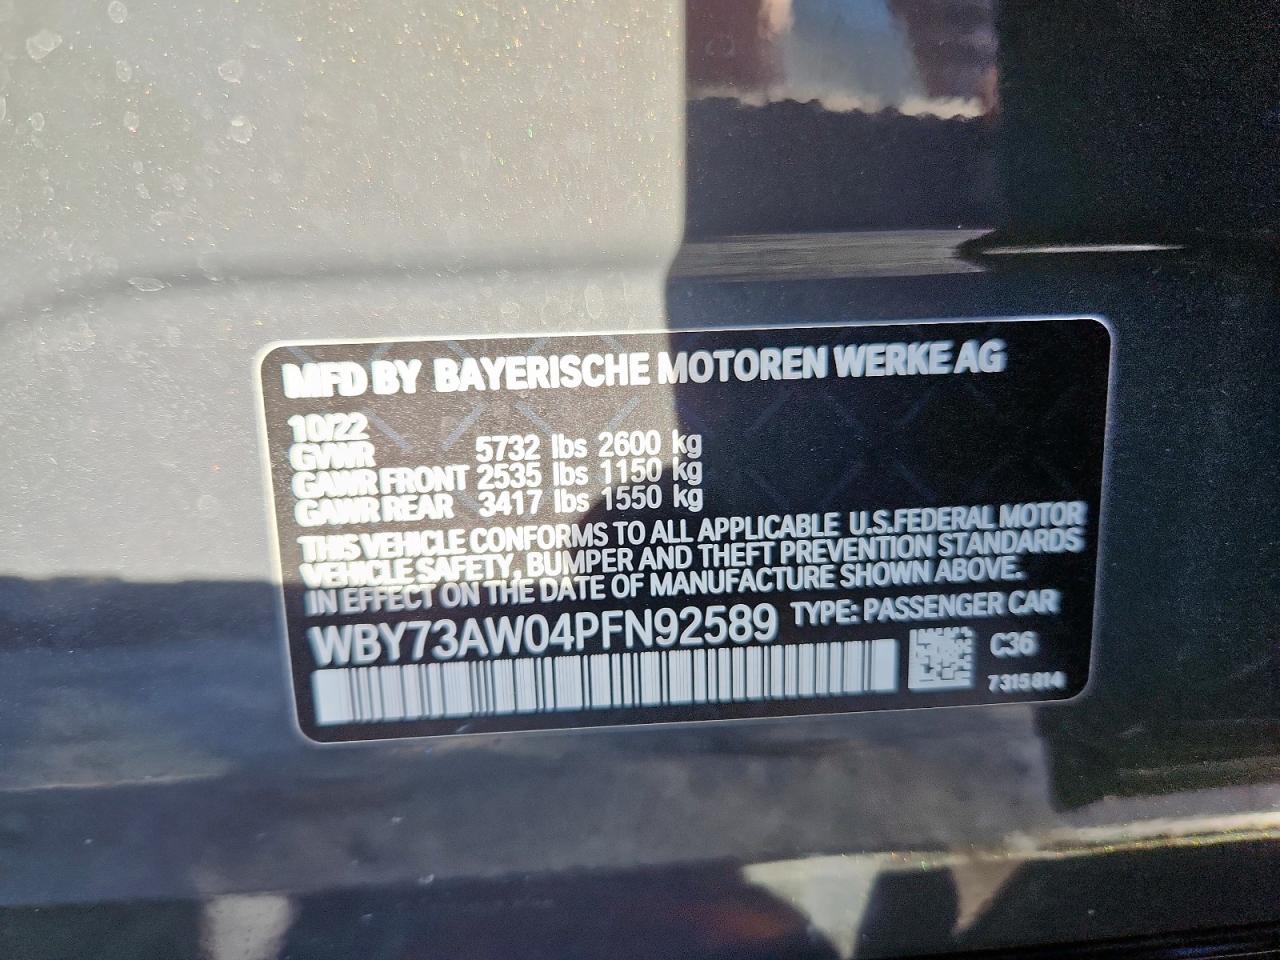 MFD BY BAYERISCHE MOTOREN WERKE AG
10/22
GVWR 5732 lbs 2600 kg
GAWR FRONT 2535 lbs 1150 kg
GAWR REAR 3417 lbs 1550 kg
THIS VEHICLE CONFORMS TO ALL APPLICABLE U.S.FEDERAL MOTOR
VEHICLE SAFETY, BUMPER AND THEFT PREVENTION STANDARDS
IN EFFECT ON THE DATE OF MANUFACTURE SHOWN ABOVE.
WBY73AW04PFN92589 TYPE: PASSENGER CAR
C36
7315814